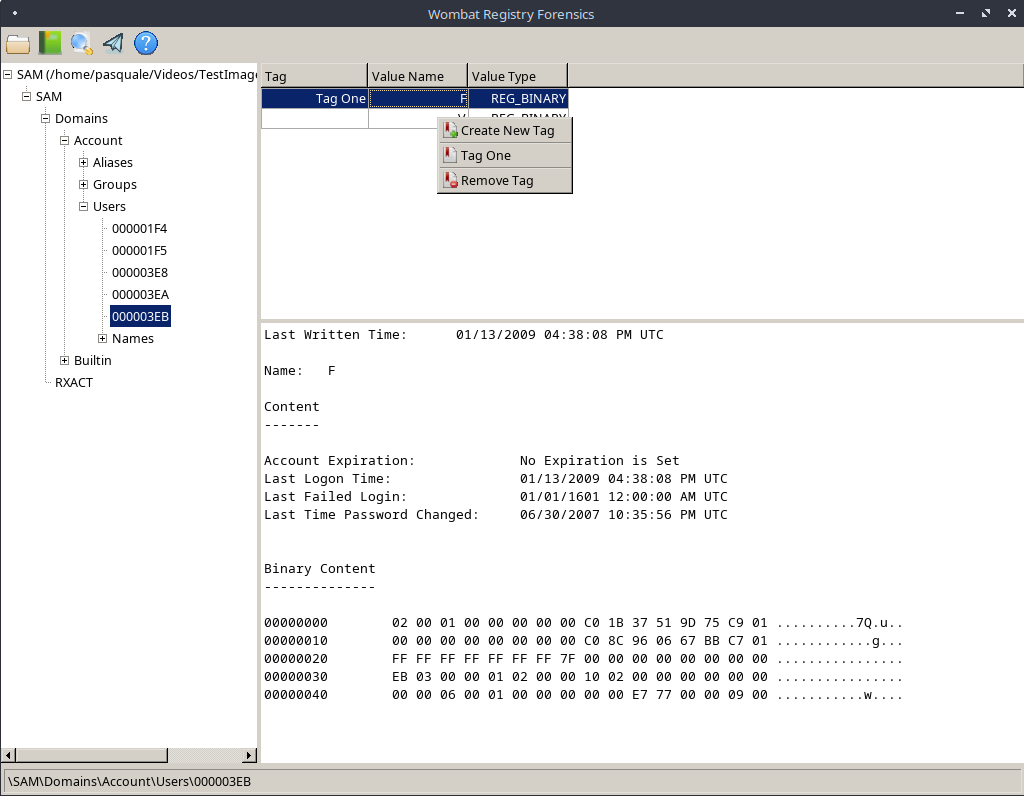 Wombat Registry Forensics
SAM (/home/pasquale/Videos/TestImage
SAM
Domains
Account
Aliases
Groups
Users
000001F4
000001F5
000003E8
000003EA
000003EB
Names
Builtin
RXACT
Tag Value Name Value Type
Tag One F REG_BINARY
V REG_BINARY
Create New Tag
Tag One
Remove Tag
Last Written Time: 01/13/2009 04:38:08 PM UTC
Name: F
Content
-------
Account Expiration: No Expiration is Set
Last Logon Time: 01/13/2009 04:38:08 PM UTC
Last Failed Login: 01/01/1601 12:00:00 AM UTC
Last Time Password Changed: 06/30/2007 10:35:56 PM UTC
Binary Content
--------------
00000000 02 00 01 00 00 00 00 00 C0 1B 37 51 9D 75 C9 01 ..........7Q.u..
00000010 00 00 00 00 00 00 00 00 C0 8C 96 06 67 BB C7 01 ............g...
00000020 FF FF FF FF FF FF FF 7F 00 00 00 00 00 00 00 00 ................
00000030 EB 03 00 00 01 02 00 00 10 02 00 00 00 00 00 00 ................
00000040 00 00 06 00 01 00 00 00 00 00 E7 77 00 00 09 00 ...........w....
\SAM\Domains\Account\Users\000003EB